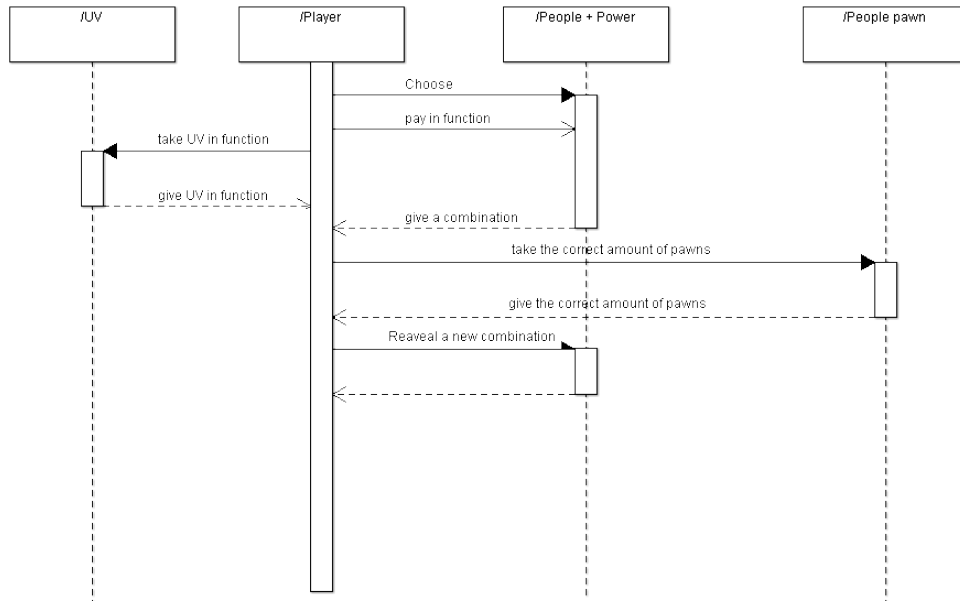 /UV
/Player
/People + Power
/People pawn
Choose
pay in function
take UV in function
give UV in function
give a combination
take the correct amount of pawns
give the correct amount of pawns
Reaveal a new combination